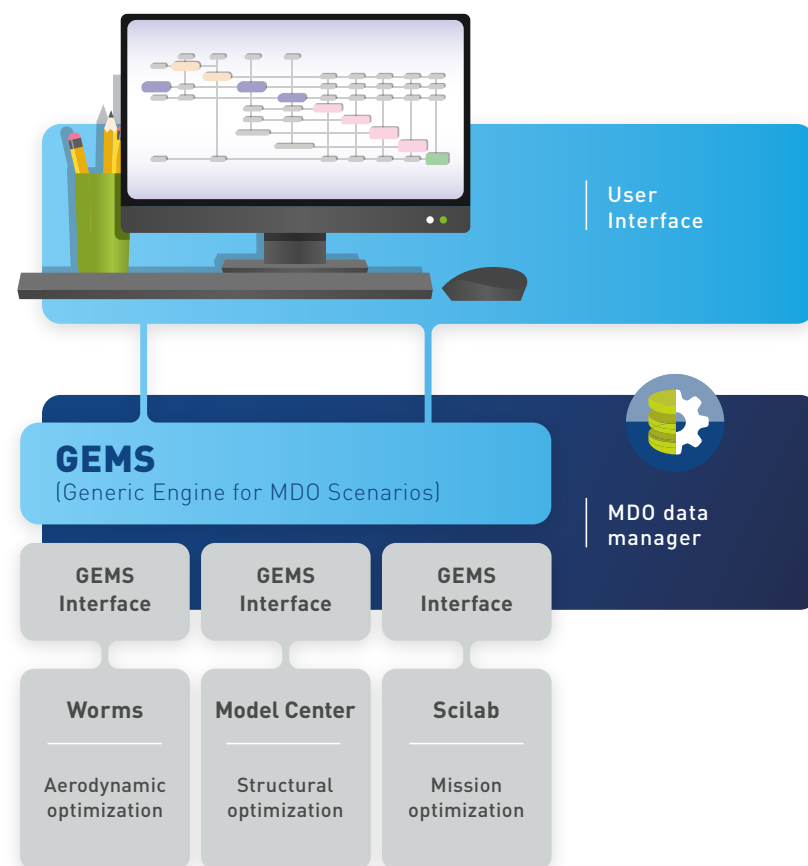 User
Interface
GEMS
(Generic Engine for MDO Scenarios)
MDO data
manager
GEMS
Interface
GEMS
Interface
GEMS
Interface
Worms
Aerodynamic
optimization
Model Center
Structural
optimization
Scilab
Mission
optimization